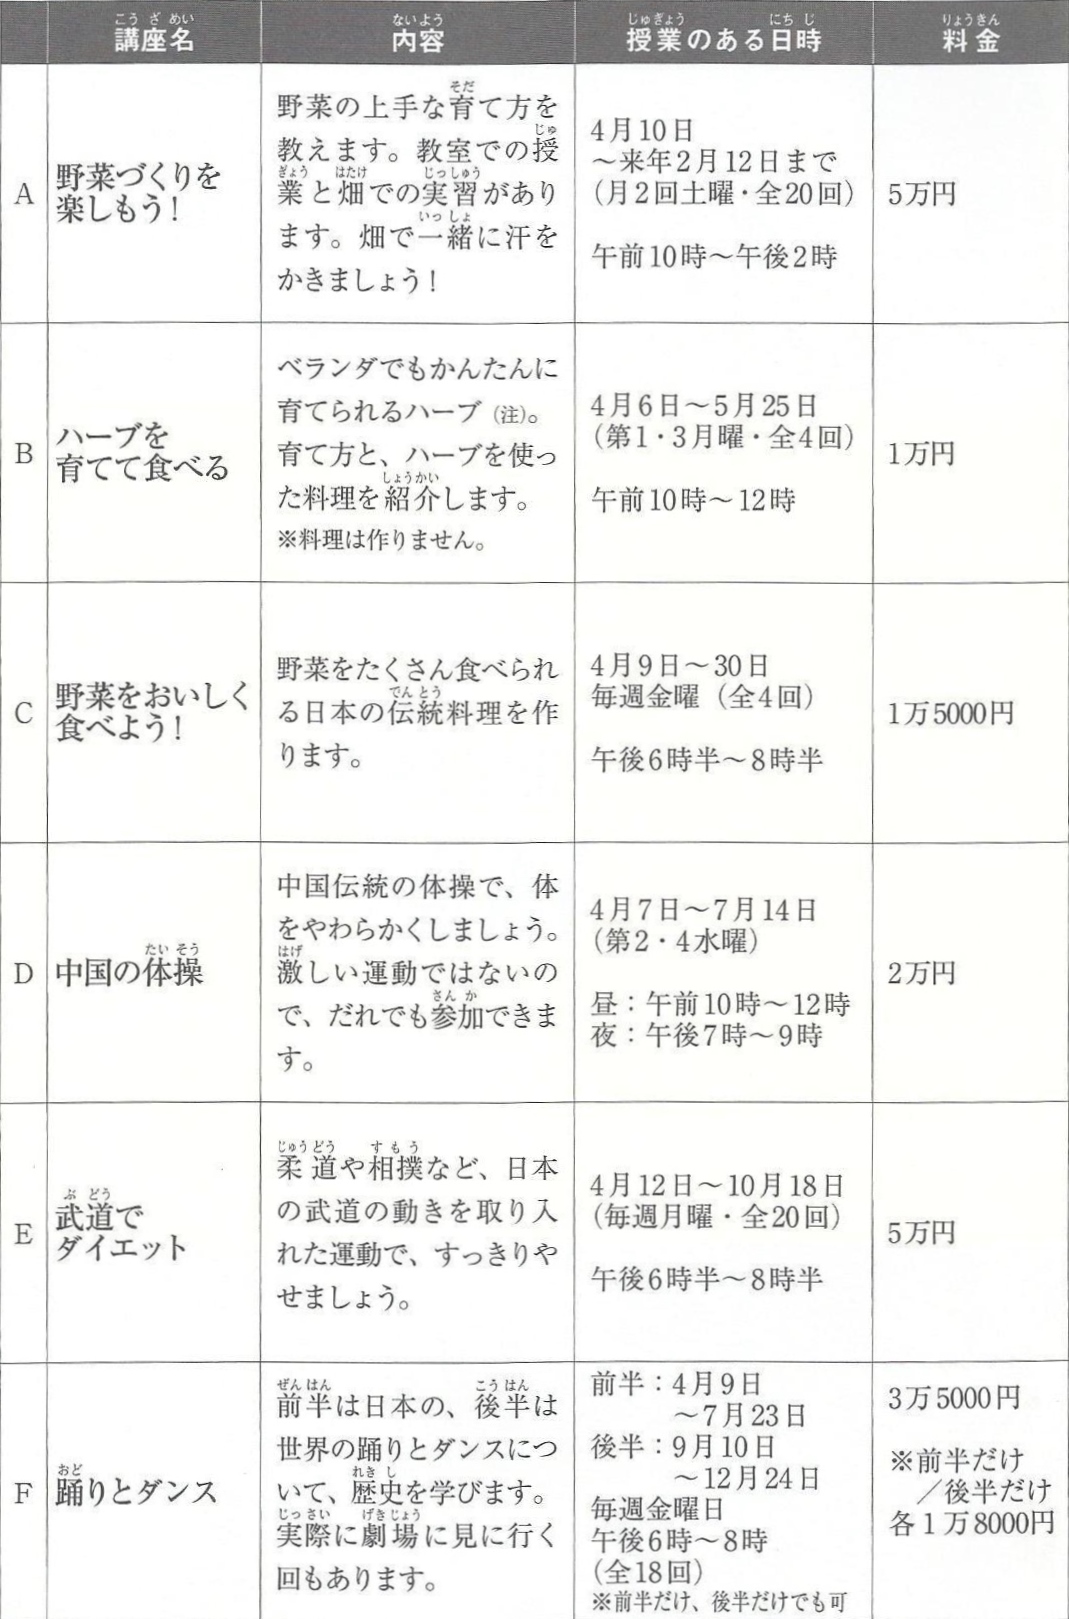 講座名 内容 授業のある日時 料金
A
野菜づくりを
楽しもう！
野菜の上手な育て方を
教えます。教室での授
業と畑での実習があり
ます。畑で一緒に汗を
かきましょう！
4月10日
〜来年2月12日まで
（月2回土曜・全20回）
午前10時〜午後2時
5万円
B
ハーブを
育てて食べる
ベランダでもかんたんに
育てられるハーブ（注）。
育て方と、ハーブを使っ
た料理を紹介します。
※料理は作りません。
4月6日〜5月25日
（第1・3月曜・全4回）
午前10時〜12時
1万円
C
野菜をおいしく
食べよう！
野菜をたくさん食べられ
る日本の伝統料理を作
ります。
4月9日〜30日
毎週金曜（全4回）
午後6時半〜8時半
1万5000円
D
中国の体操
中国伝統の体操で、体
をやわらかくしましょう。
激しい運動ではないの
で、だれでも参加できま
す。
4月7日〜7月14日
（第2・4水曜）
昼：午前10時〜12時
夜：午後7時〜9時
2万円
E
武道で
ダイエット
柔道や相撲など、日本
の武道の動きを取り入
れた運動で、すっきりや
せましょう。
4月12日〜10月18日
（毎週月曜・全20回）
午後6時半〜8時半
5万円
F
踊りとダンス
前半は日本の、後半は
世界の踊りとダンスにつ
いて、歴史を学びます。
実際に劇場に見に行く
回もあります。
前半：4月9日
〜7月23日
後半：9月10日
〜12月24日
毎週金曜日
午後6時〜8時
（全18回）
※前半だけ、後半だけでも可
3万5000円
※前半だけ
／後半だけ
各1万8000円